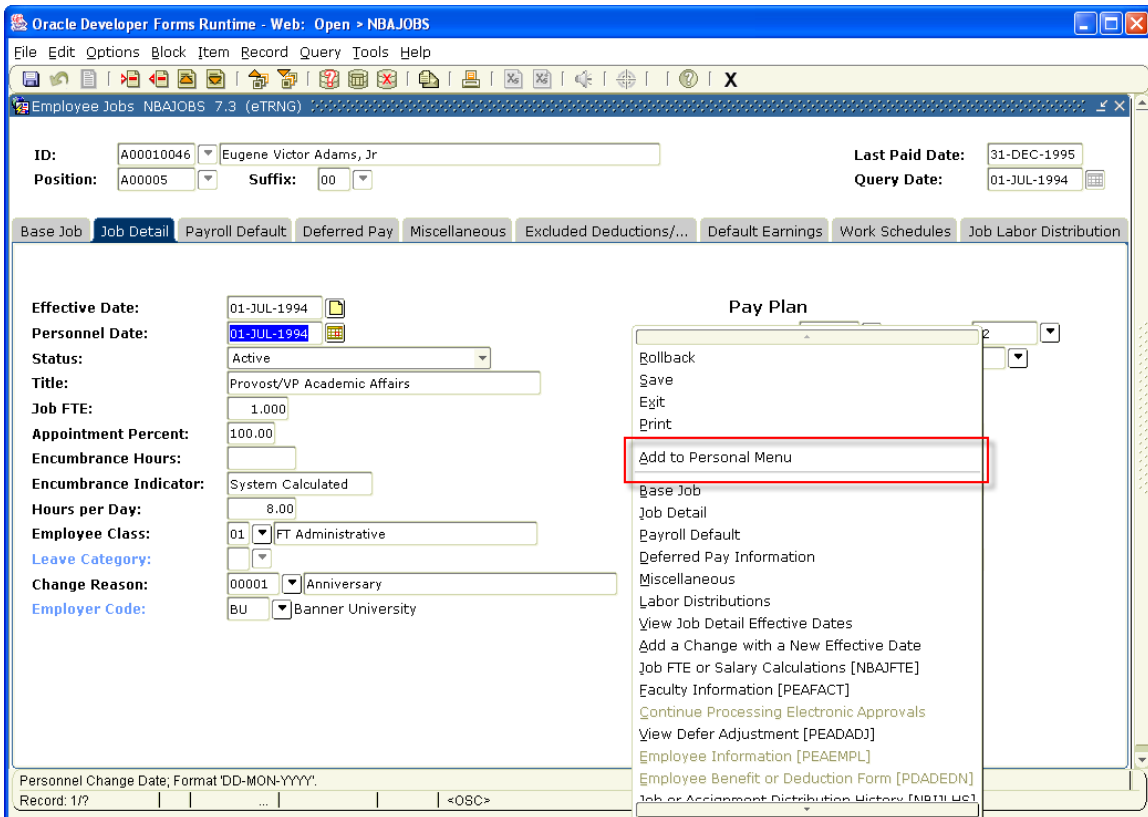 Oracle Developer Forms Runtime - Web: Open > NBAJOBS
File Edit Options Block Item Record Query Tools Help
X
Employee Jobs NBAJOBS 7.3 (eTRNG)
ID: A00010046 Eugene Victor Adams, Jr Last Paid Date: 31-DEC-1995
Position: A00005 Suffix: 00 Query Date: 01-JUL-1994
Base Job Job Detail Payroll Default Deferred Pay Miscellaneous Excluded Deductions/... Default Earnings Work Schedules Job Labor Distribution
Effective Date: 01-JUL-1994 Pay Plan
Personnel Date: 01-JUL-1994
Status: Active
Title: Provost/VP Academic Affairs
Job FTE: 1.000
Appointment Percent: 100.00
Encumbrance Hours:
Encumbrance Indicator: System Calculated
Hours per Day: 8.00
Employee Class: 01 FT Administrative
Leave Category:
Change Reason: 00001 Anniversary
Employer Code: BU Banner University
Rollback
Save
Exit
Print
Add to Personal Menu
Base Job
Job Detail
Payroll Default
Deferred Pay Information
Miscellaneous
Labor Distributions
View Job Detail Effective Dates
Add a Change with a New Effective Date
Job FTE or Salary Calculations [NBAJFTE]
Faculty Information [PEAFACT]
Continue Processing Electronic Approvals
View Defer Adjustment [PEADADJ]
Employee Information [PEAEMPL]
Employee Benefit or Deduction Form [PDADEDN]
Job or Assignment Distribution History [NBIJLHS]
Personnel Change Date; Format 'DD-MON-YYYY'.
Record: 1/? ... <OSC>